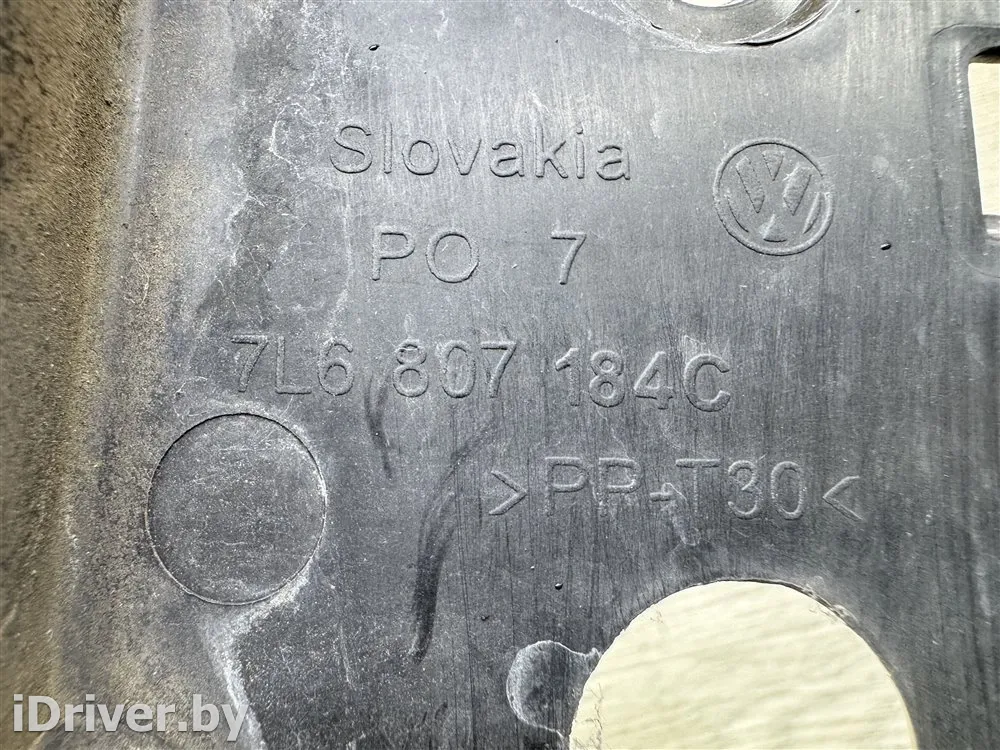 Slovakia
PO 7
7L6 807 184C
>PP-T30<
iDriver.by